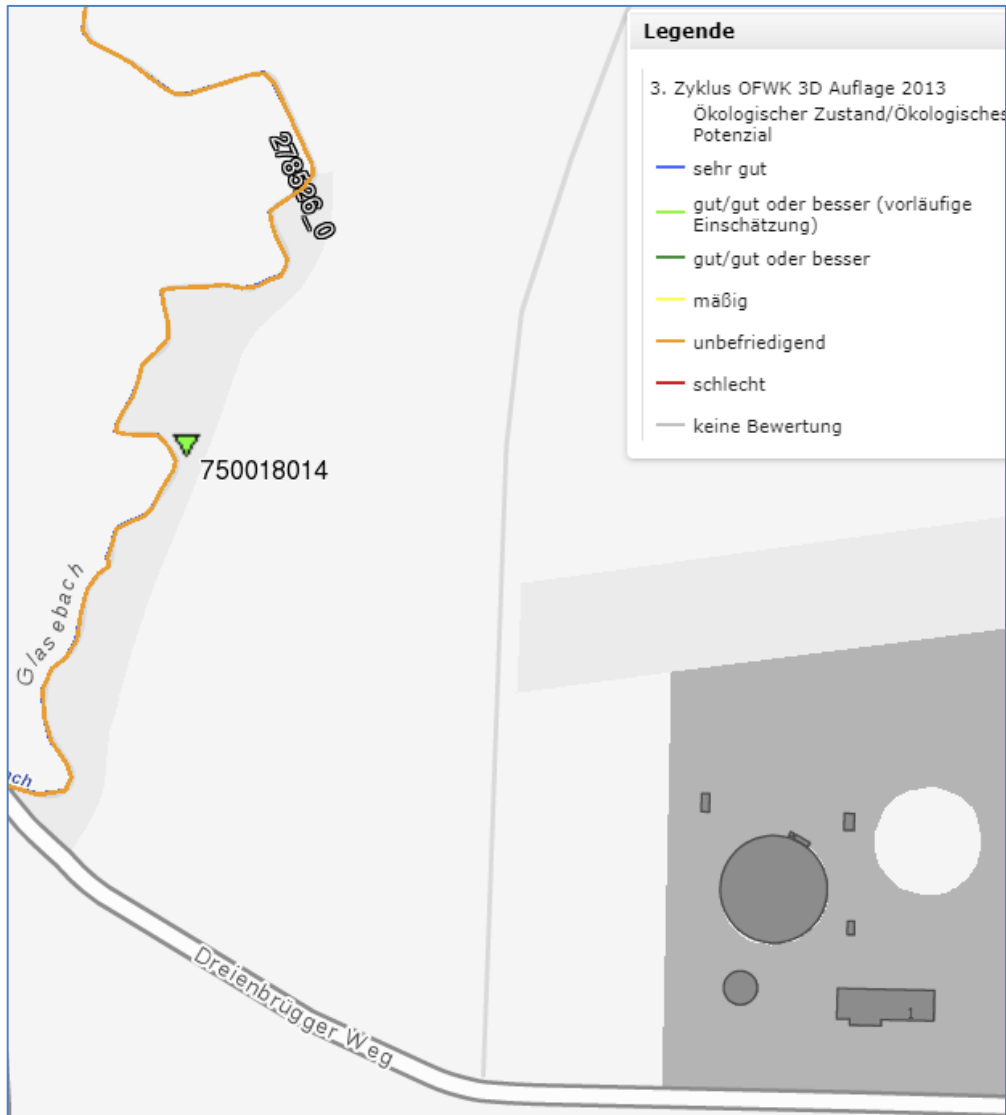 Legende
3. Zyklus OFWK 3D Auflage 2013
Ökologischer Zustand/Ökologisches
Potenzial
sehr gut
gut/gut oder besser (vorläufige
Einschätzung)
gut/gut oder besser
mäßig
unbefriedigend
schlecht
keine Bewertung
278526_0
750018014
Glasebach
ach
Dreienbrügger Weg
1